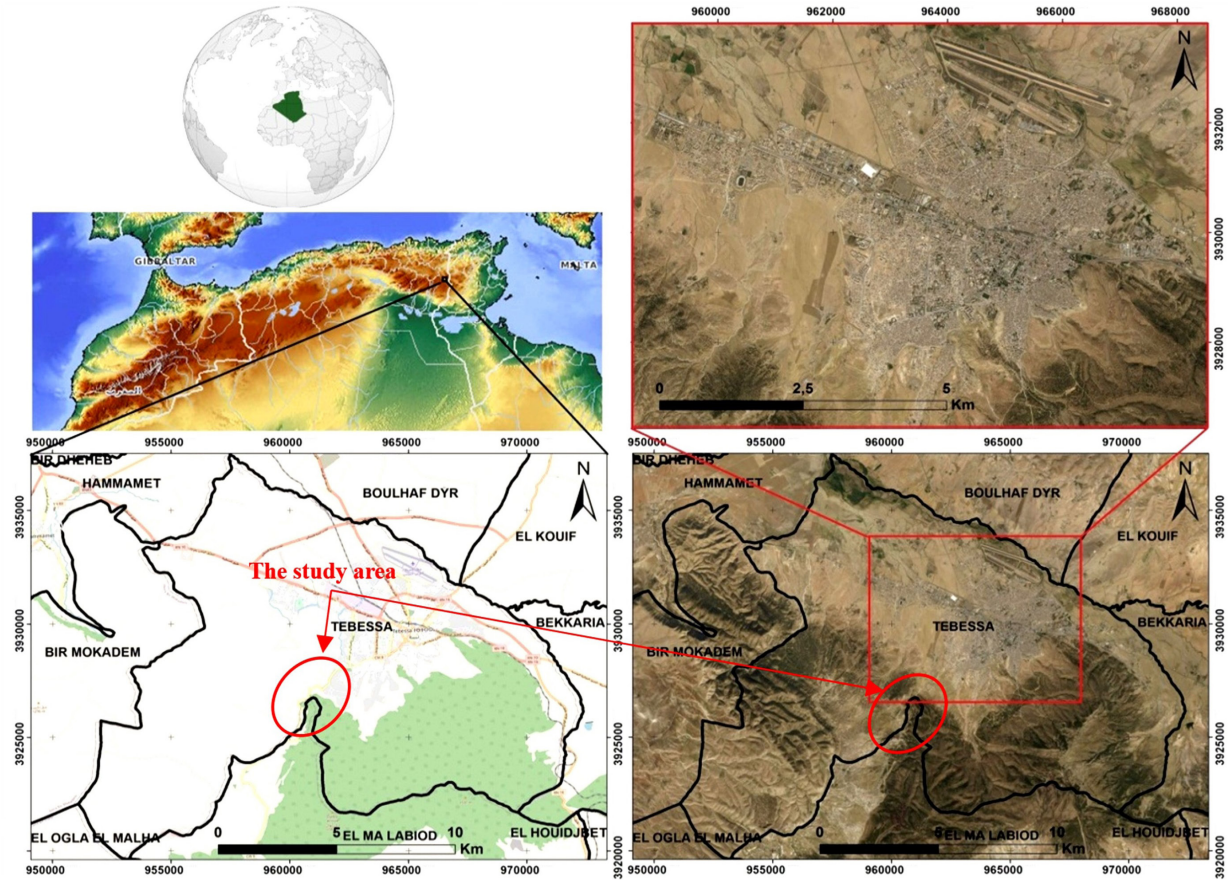 960000 962000 964000 966000 968000
N
3932000
3930000
3928000
0 2,5 5
Km
GIBRALTAR
MALTA
المغرب
950000 955000 960000 965000 970000
BIR DHEHEB
HAMMAMET
BOULHAF DYR
N
EL KOUIF
The study area
TEBESSA
BEKKARIA
BIR MOKADEM
3935000
3930000
3925000
3920000
EL OGLA EL MALHA
0 5 10
Km
EL MA LABIOD
EL HOUIDJBET
950000 955000 960000 965000 970000
950000 955000 960000 965000 970000
BIR DHEHEB
HAMMAMET
BOULHAF DYR
N
EL KOUIF
TEBESSA
BEKKARIA
BIR MOKADEM
3935000
3930000
3925000
3920000
EL OGLA EL MALHA
0 5 10
Km
EL MA LABIOD
EL HOUIDJBET
950000 955000 960000 965000 970000